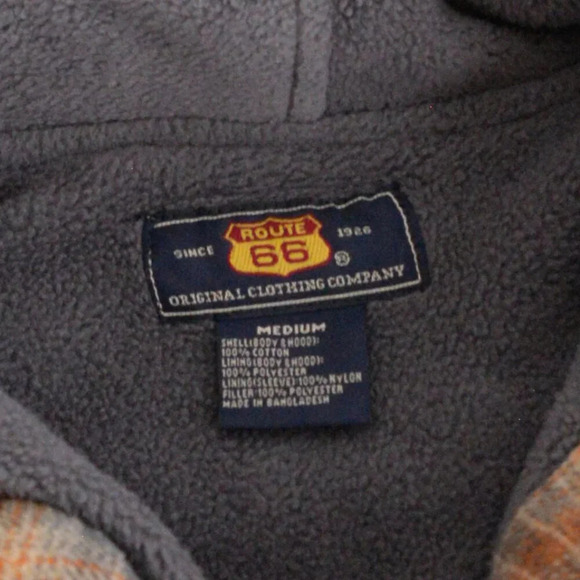 ROUTE
SINCE 66 ® 1926
ORIGINAL CLOTHING COMPANY
MEDIUM
SHELL(BODY & HOOD):
100% COTTON
LINING(BODY & HOOD):
100% POLYESTER
LINING(SLEEVE):100% NYLON
FILLER:100% POLYESTER
MADE IN BANGLADESH